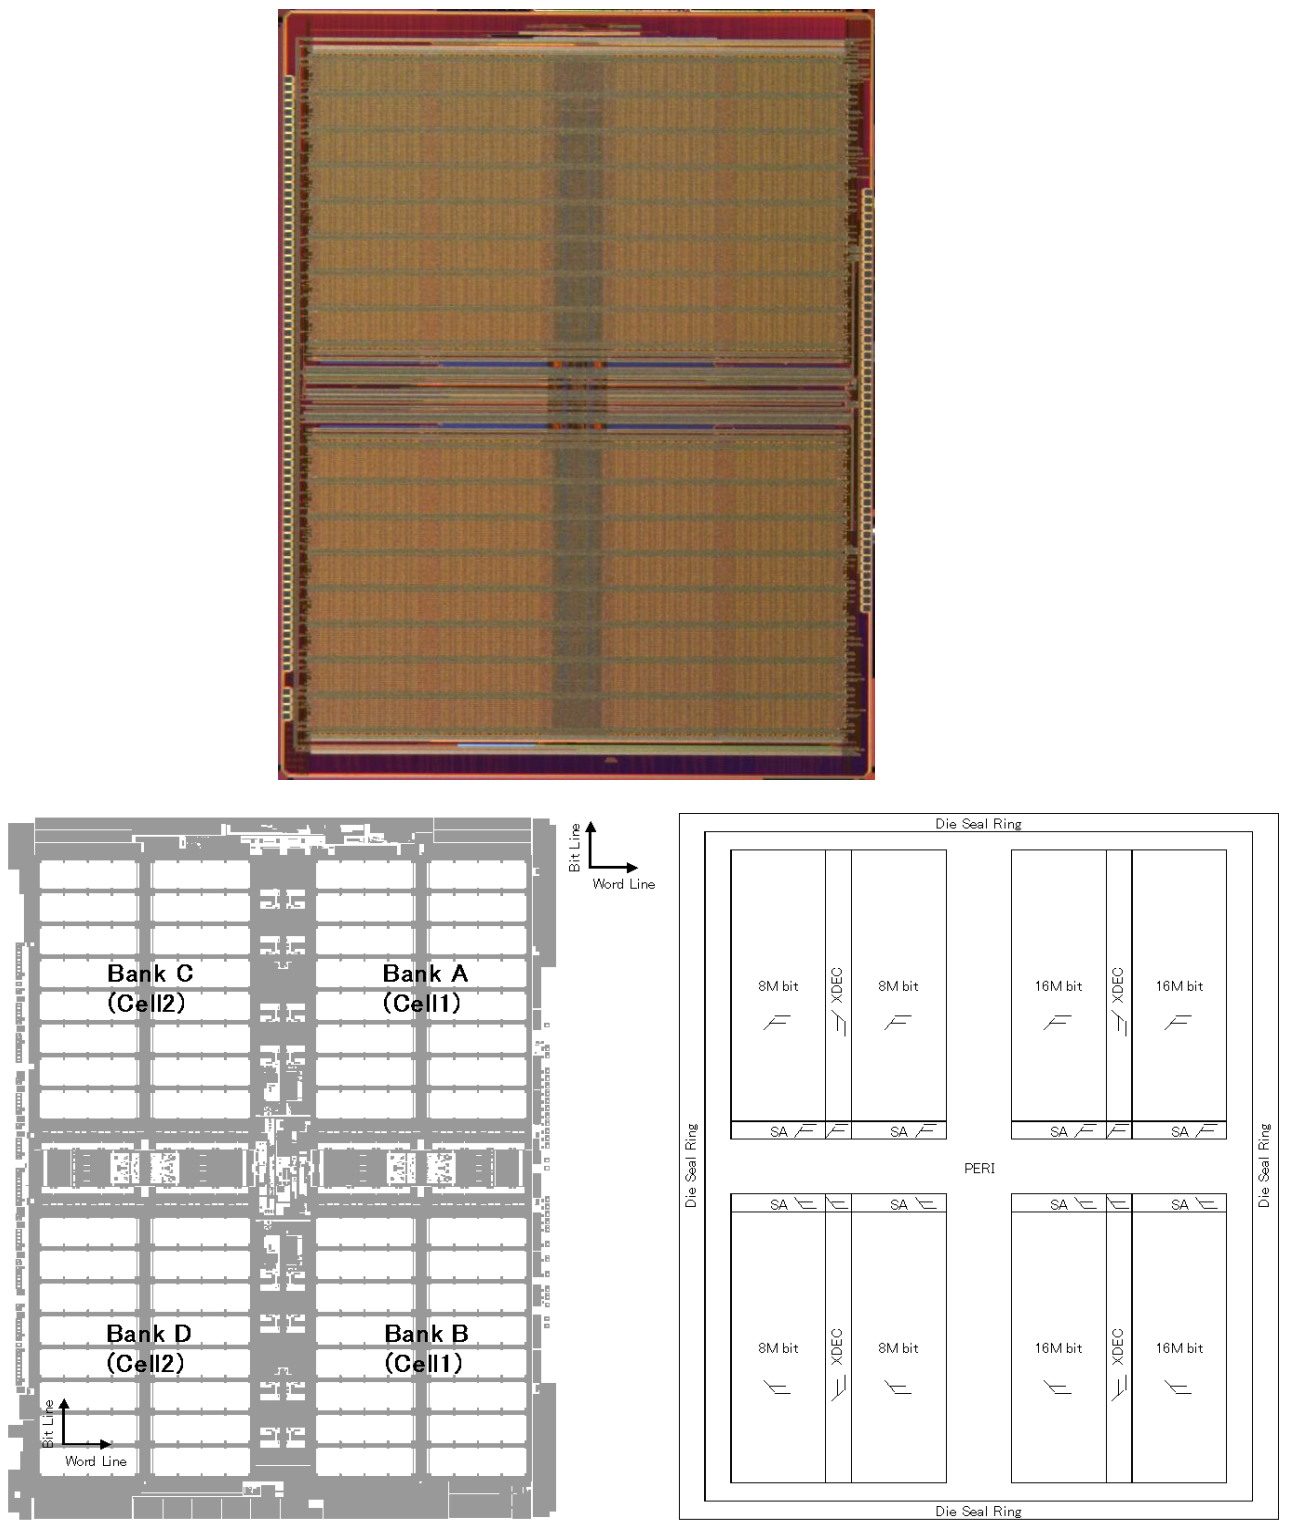 Bit Line
Word Line
Bank C
(Cell2)
Bank A
(Cell1)
Bank D
(Cell2)
Bank B
(Cell1)
Bit Line
Word Line
Die Seal Ring
Die Seal Ring
8M bit
XDEC
8M bit
16M bit
XDEC
16M bit
SA
SA
SA
SA
PERI
SA
SA
SA
SA
8M bit
XDEC
8M bit
16M bit
XDEC
16M bit
Die Seal Ring
Die Seal Ring